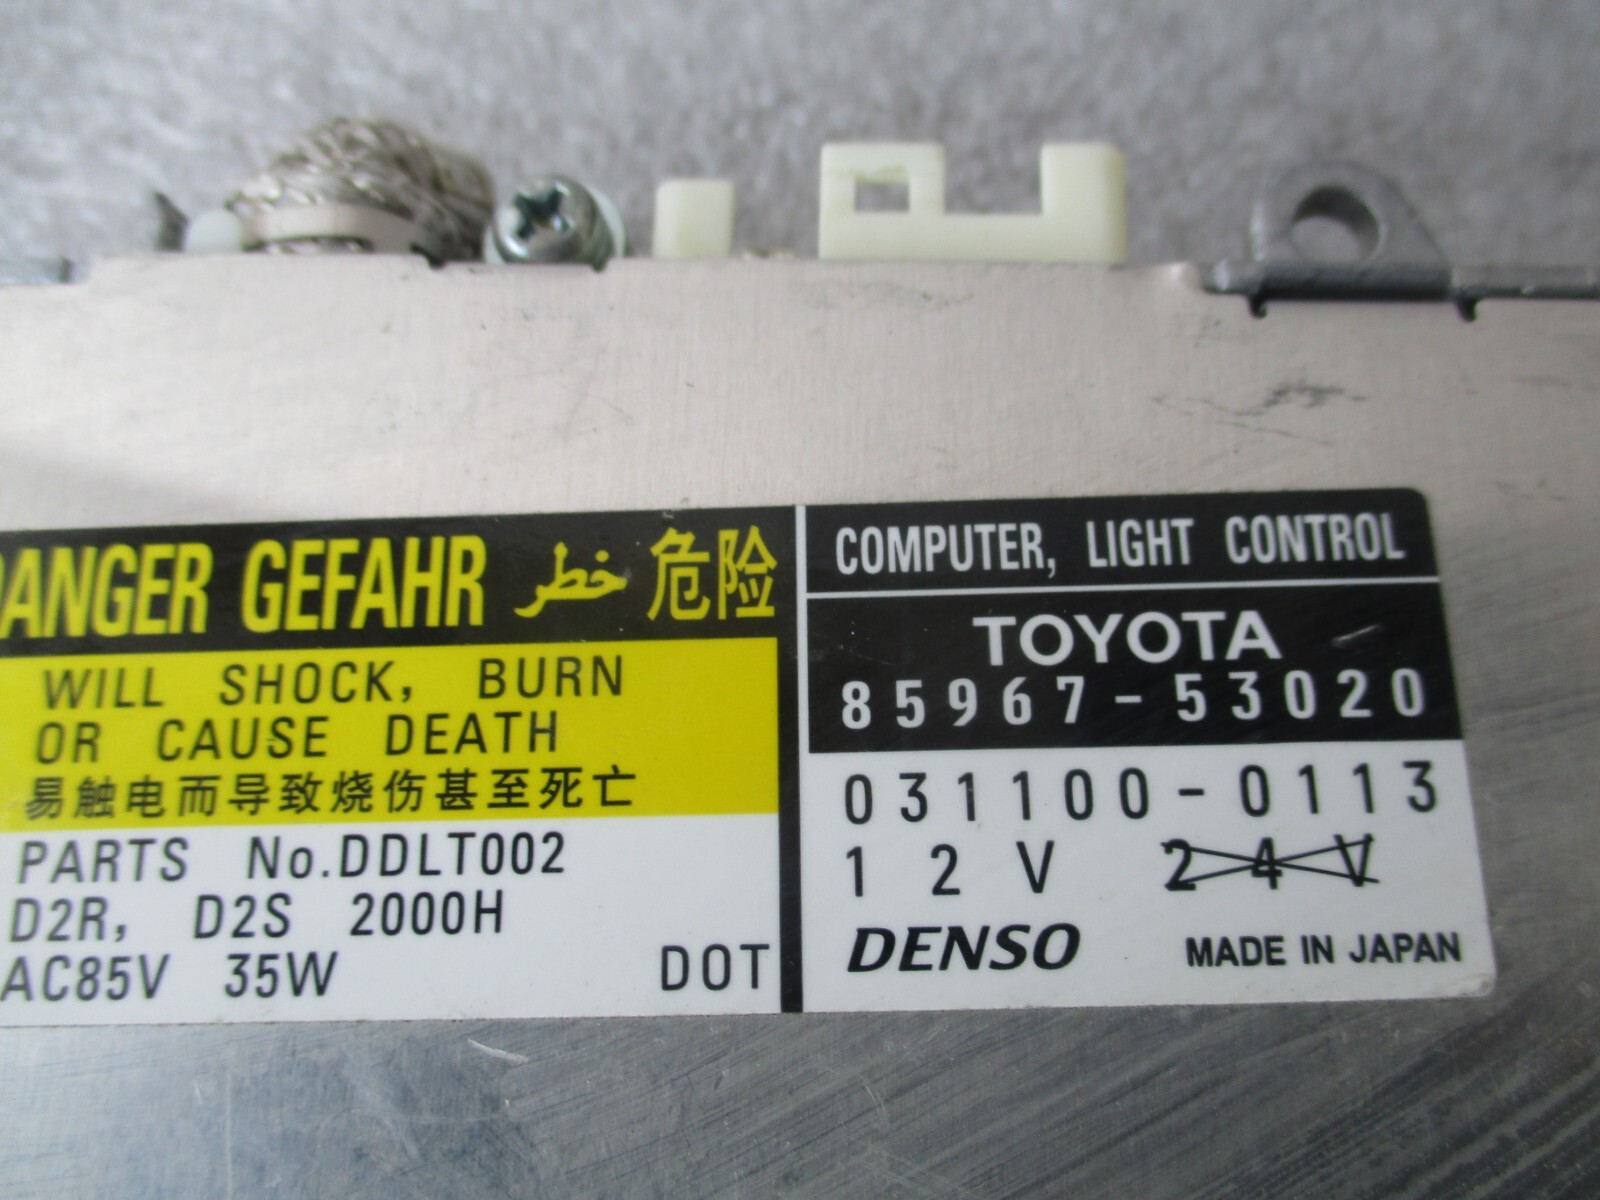 DANGER GEFAHR خطر 危险
WILL SHOCK, BURN
OR CAUSE DEATH
易触电而导致烧伤甚至死亡
PARTS No.DDLT002
D2R, D2S 2000H
AC85V 35W
DOT
COMPUTER, LIGHT CONTROL
TOYOTA
85967-53020
031100-0113
12V 24V
DENSO MADE IN JAPAN